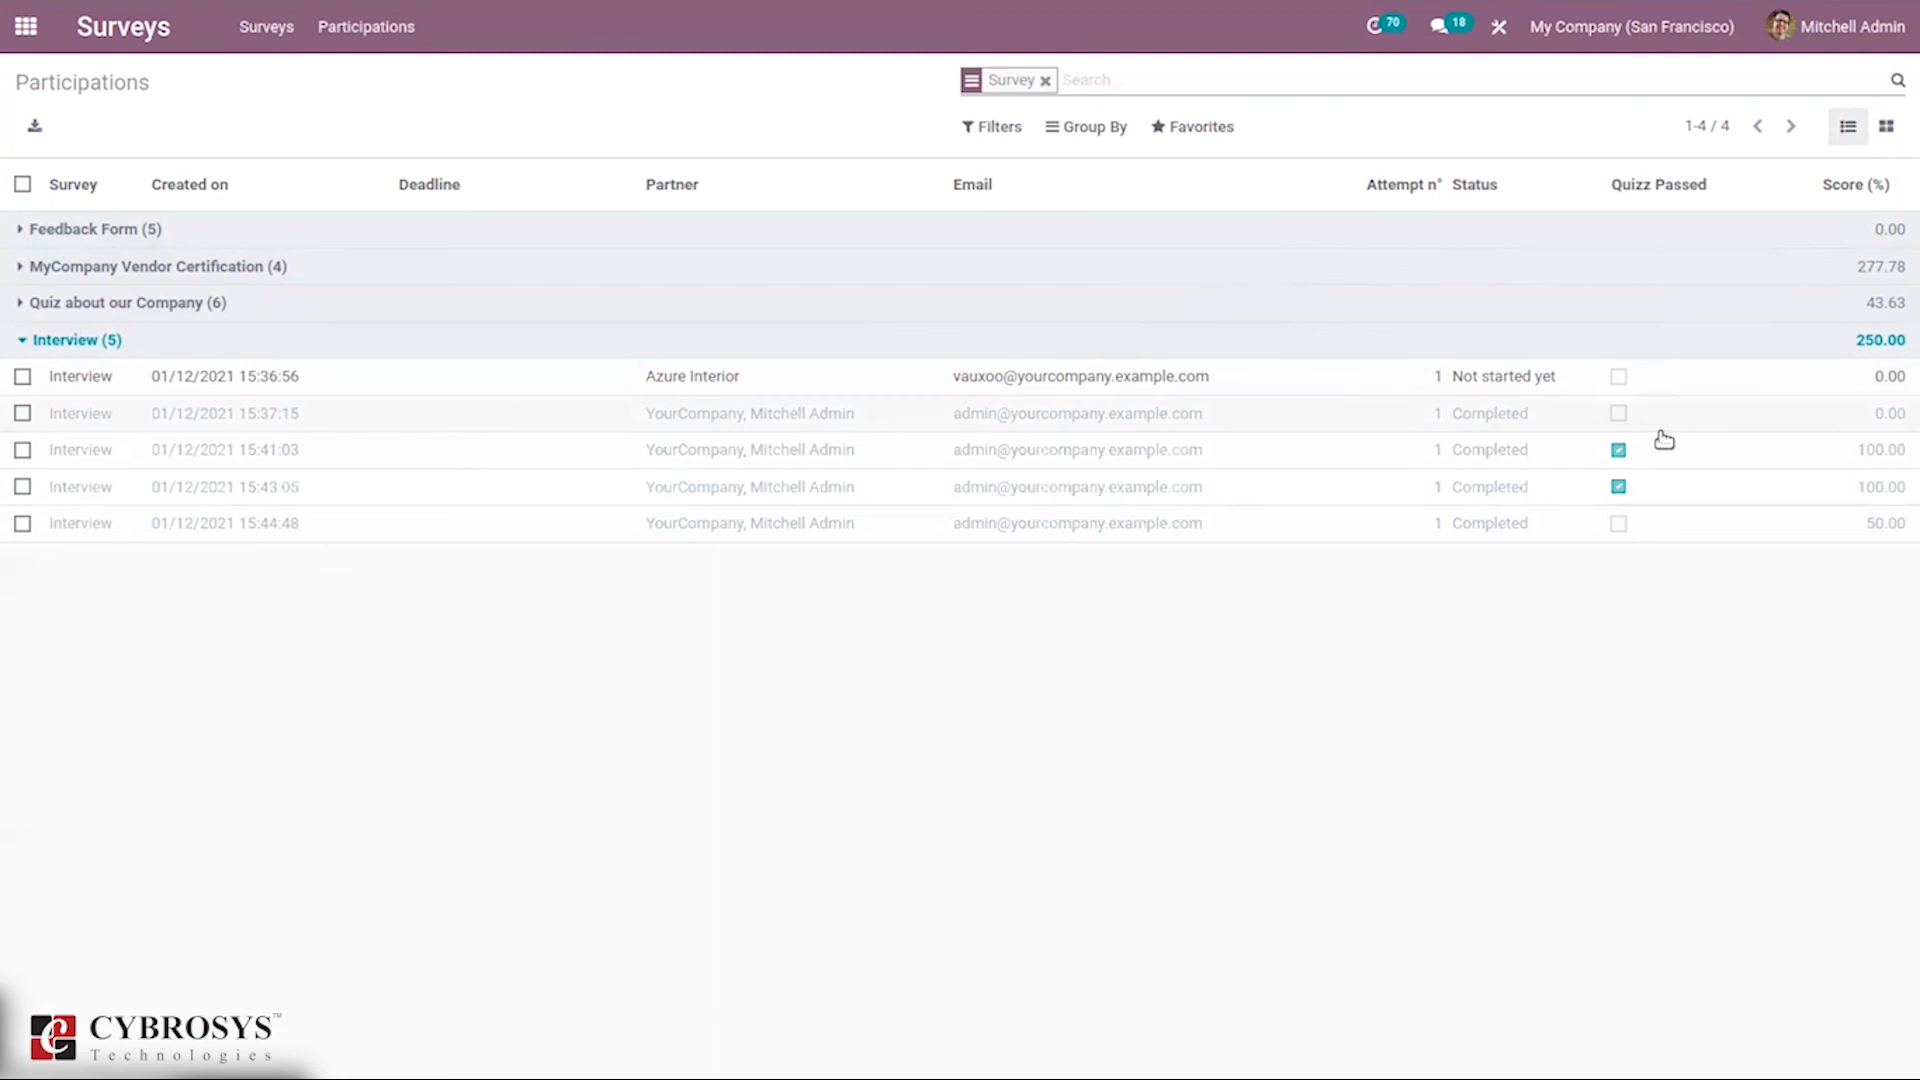 Surveys Surveys Participations 70 18 My Company (San Francisco) Mitchell Admin
Participations Survey Search...
Filters Group By Favorites 1-4 / 4
Survey Created on Deadline Partner Email Attempt n° Status Quizz Passed Score (%)
Feedback Form (5) 0.00
MyCompany Vendor Certification (4) 277.78
Quiz about our Company (6) 43.63
Interview (5) 250.00
Interview 01/12/2021 15:36:56 Azure Interior vauxoo@yourcompany.example.com 1 Not started yet 0.00
Interview 01/12/2021 15:37:15 YourCompany, Mitchell Admin admin@yourcompany.example.com 1 Completed 0.00
Interview 01/12/2021 15:41:03 YourCompany, Mitchell Admin admin@yourcompany.example.com 1 Completed 100.00
Interview 01/12/2021 15:43:05 YourCompany, Mitchell Admin admin@yourcompany.example.com 1 Completed 100.00
Interview 01/12/2021 15:44:48 YourCompany, Mitchell Admin admin@yourcompany.example.com 1 Completed 50.00
CYBROSYS™
Technologies